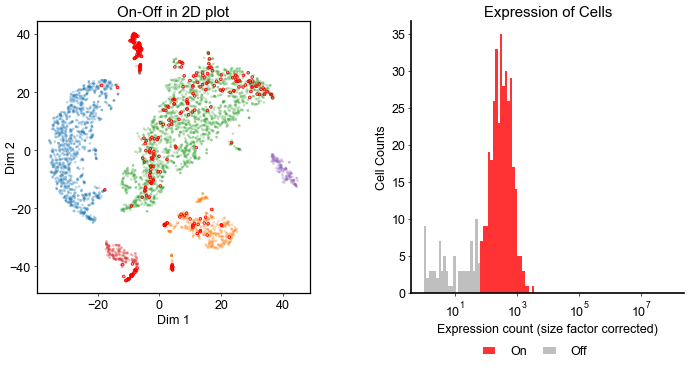 On-Off in 2D plot
40
20
0
−20
−40
−20
0
20
40
Dim 2
Dim 1
Expression of Cells
35
30
25
20
15
10
5
0
10^1
10^3
10^5
10^7
Cell Counts
Expression count (size factor corrected)
On
Off